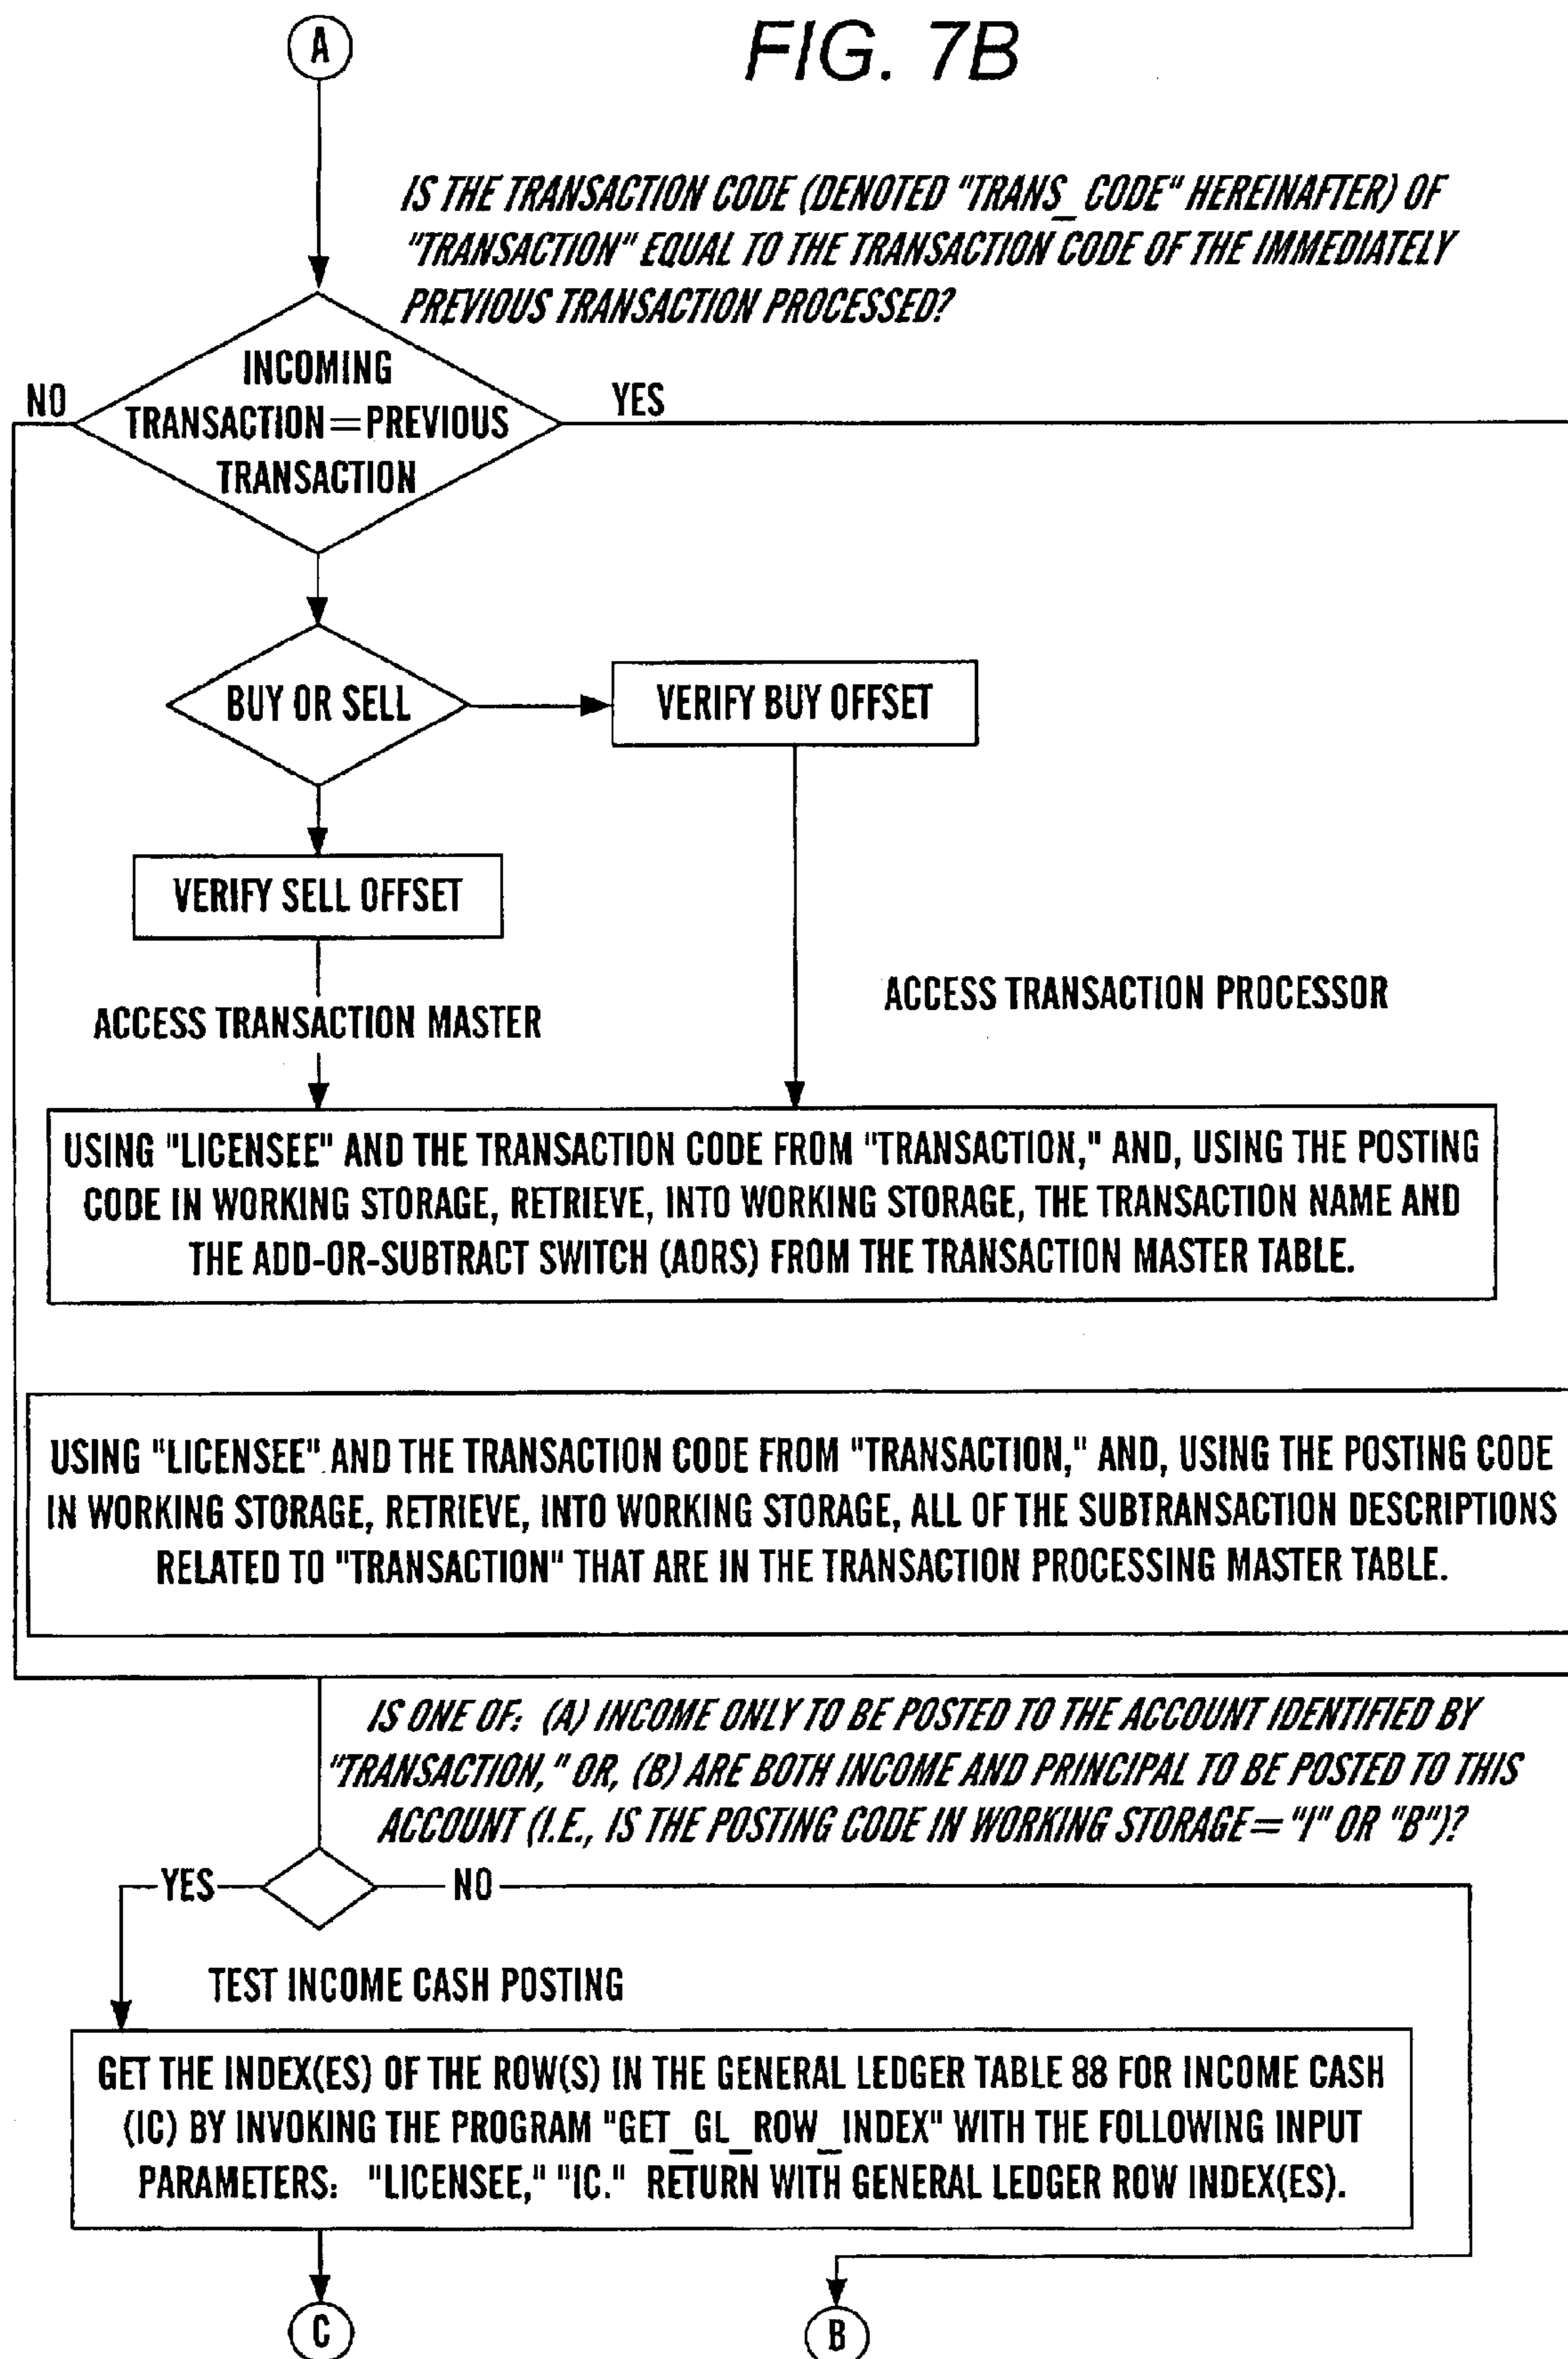 A
FIG. 7B
IS THE TRANSACTION CODE (DENOTED "TRANS_CODE" HEREINAFTER) OF
"TRANSACTION" EQUAL TO THE TRANSACTION CODE OF THE IMMEDIATELY
PREVIOUS TRANSACTION PROCESSED?
INCOMING
TRANSACTION=PREVIOUS
TRANSACTION
NO
YES
BUY OR SELL
VERIFY BUY OFFSET
VERIFY SELL OFFSET
ACCESS TRANSACTION MASTER
ACCESS TRANSACTION PROCESSOR
USING "LICENSEE" AND THE TRANSACTION CODE FROM "TRANSACTION," AND, USING THE POSTING
CODE IN WORKING STORAGE, RETRIEVE, INTO WORKING STORAGE, THE TRANSACTION NAME AND
THE ADD-OR-SUBTRACT SWITCH (AORS) FROM THE TRANSACTION MASTER TABLE.
USING "LICENSEE" AND THE TRANSACTION CODE FROM "TRANSACTION," AND, USING THE POSTING CODE
IN WORKING STORAGE, RETRIEVE, INTO WORKING STORAGE, ALL OF THE SUBTRANSACTION DESCRIPTIONS
RELATED TO "TRANSACTION" THAT ARE IN THE TRANSACTION PROCESSING MASTER TABLE.
IS ONE OF: (A) INCOME ONLY TO BE POSTED TO THE ACCOUNT IDENTIFIED BY
"TRANSACTION," OR, (B) ARE BOTH INCOME AND PRINCIPAL TO BE POSTED TO THIS
ACCOUNT (I.E., IS THE POSTING CODE IN WORKING STORAGE="I" OR "B")?
YES
NO
TEST INCOME CASH POSTING
GET THE INDEX(ES) OF THE ROW(S) IN THE GENERAL LEDGER TABLE 88 FOR INCOME CASH
(IC) BY INVOKING THE PROGRAM "GET_GL_ROW_INDEX" WITH THE FOLLOWING INPUT
PARAMETERS: "LICENSEE," "IC." RETURN WITH GENERAL LEDGER ROW INDEX(ES).
C
B